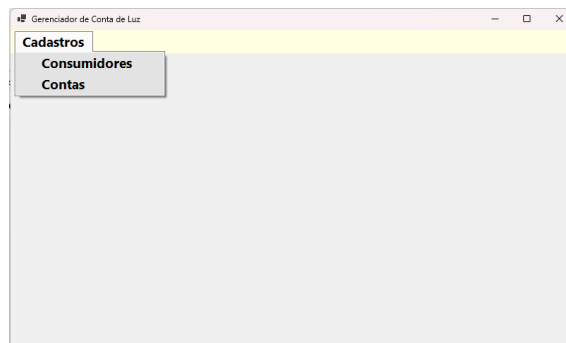 Gerenciador de Conta de Luz
Cadastros
Consumidores
Contas